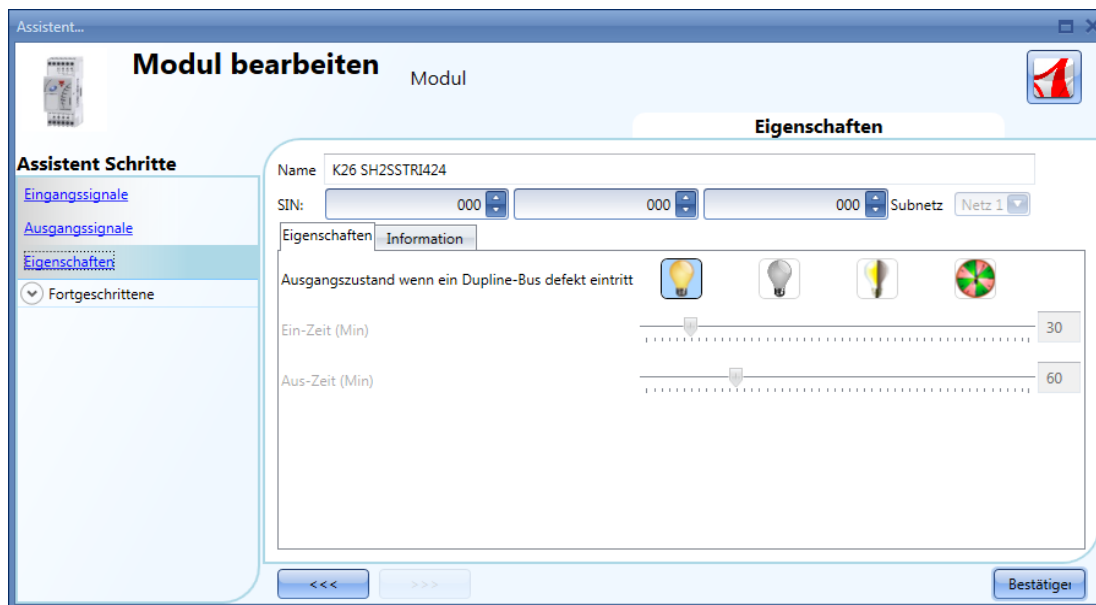 Assistent...
Modul bearbeiten
Modul
Eigenschaften
Assistent Schritte
Eingangssignale
Ausgangssignale
Eigenschaften
Fortgeschrittene
Name K26 SH2SSTRI424
SIN: 000 000 000 Subnetz Netz 1
Eigenschaften Information
Ausgangszustand wenn ein Dupline-Bus defekt eintritt
Ein-Zeit (Min) 30
Aus-Zeit (Min) 60
<<< >>> Bestätiger